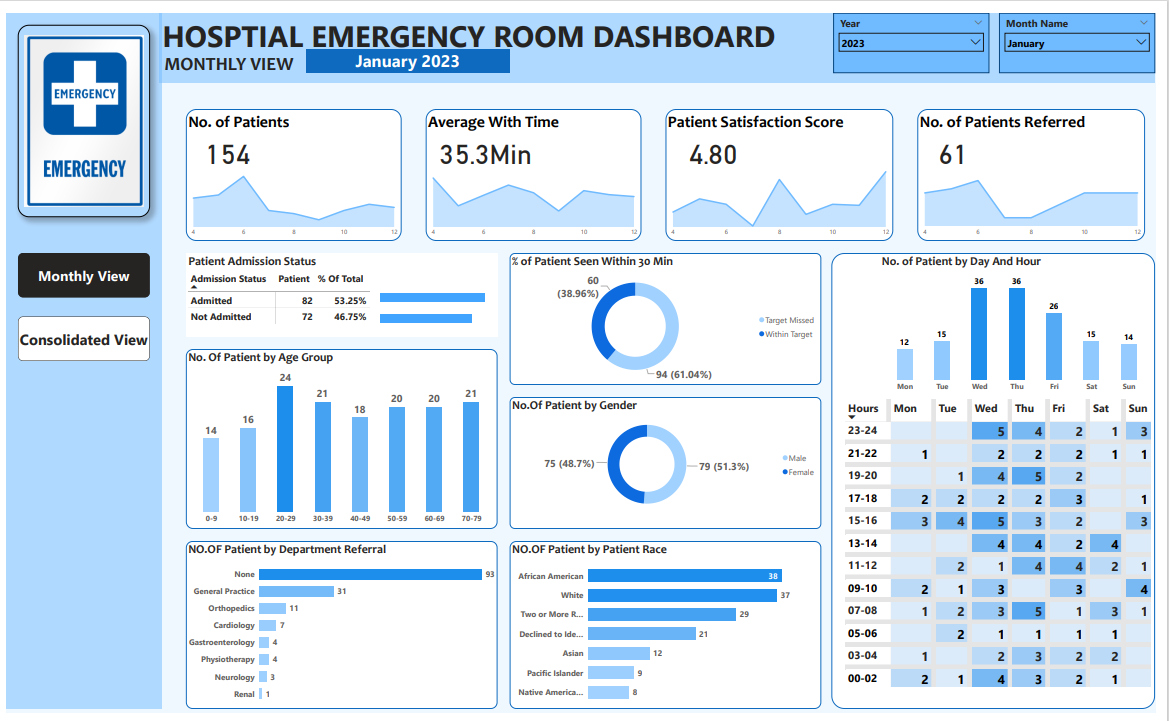 EMERGENCY
EMERGENCY
HOSPTIAL EMERGENCY ROOM DASHBOARD
MONTHLY VIEW
January 2023
Year
2023
Month Name
January
Monthly View
Consolidated View
No. of Patients
154
4 6 8 10 12
Average With Time
35.3Min
4 6 8 10 12
Patient Satisfaction Score
4.80
4 6 8 10 12
No. of Patients Referred
61
4 6 8 10 12
Patient Admission Status
Admission Status Patient % Of Total
Admitted 82 53.25%
Not Admitted 72 46.75%
No. Of Patient by Age Group
14 16 24 21 18 20 20 21
0-9 10-19 20-29 30-39 40-49 50-59 60-69 70-79
NO.OF Patient by Department Referral
None 93
General Practice 31
Orthopedics 11
Cardiology 7
Gastroenterology 4
Physiotherapy 4
Neurology 3
Renal 1
% of Patient Seen Within 30 Min
60
(38.96%)
94 (61.04%)
Target Missed
Within Target
No.Of Patient by Gender
75 (48.7%)
79 (51.3%)
Male
Female
NO.OF Patient by Patient Race
African American 38
White 37
Two or More R... 29
Declined to Ide... 21
Asian 12
Pacific Islander 9
Native America... 8
No. of Patient by Day And Hour
12 15 36 36 26 15 14
Mon Tue Wed Thu Fri Sat Sun
Hours Mon Tue Wed Thu Fri Sat Sun
23-24 5 4 2 1 3
21-22 1 2 2 2 1 1
19-20 1 4 5 2
17-18 2 2 2 2 3 1
15-16 3 4 5 3 2 3
13-14 4 4 2 4
11-12 2 1 4 4 2 1
09-10 2 1 3 3 4
07-08 1 2 3 5 1 3 1
05-06 2 1 1 1 1
03-04 1 2 3 2 2
00-02 2 1 4 3 2 1